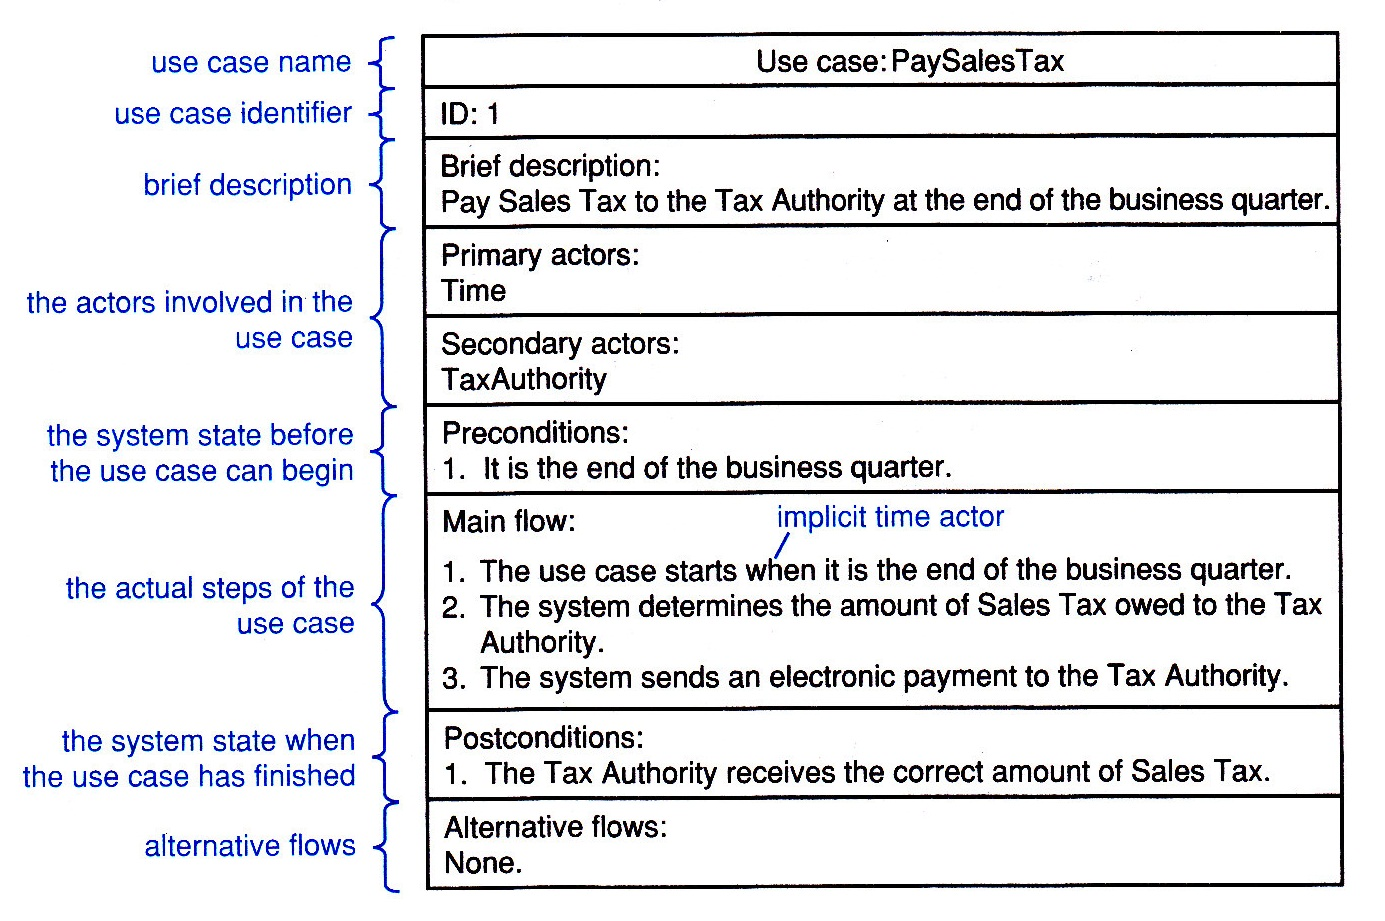 use case name
Use case: PaySalesTax
use case identifier
ID: 1
brief description
Brief description:
Pay Sales Tax to the Tax Authority at the end of the business quarter.
the actors involved in the
use case
Primary actors:
Time
Secondary actors:
TaxAuthority
the system state before
the use case can begin
Preconditions:
1. It is the end of the business quarter.
the actual steps of the
use case
Main flow:
implicit time actor
1. The use case starts when it is the end of the business quarter.
2. The system determines the amount of Sales Tax owed to the Tax
Authority.
3. The system sends an electronic payment to the Tax Authority.
the system state when
the use case has finished
Postconditions:
1. The Tax Authority receives the correct amount of Sales Tax.
alternative flows
Alternative flows:
None.